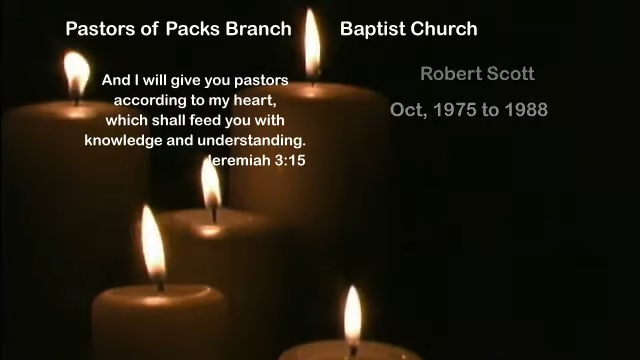 Pastors of Packs Branch Baptist Church
And I will give you pastors
according to my heart,
which shall feed you with
knowledge and understanding.
Jeremiah 3:15
Robert Scott
Oct, 1975 to 1988